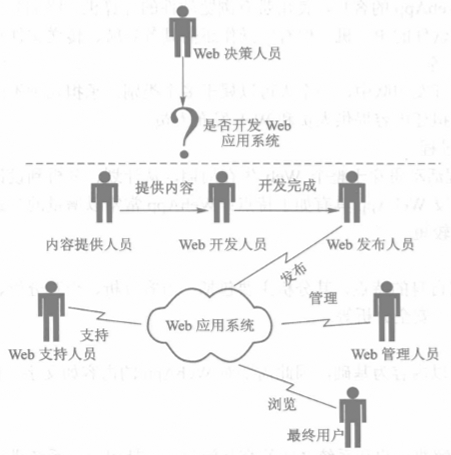 Web 决策人员
是否开发 Web
应用系统
提供内容
开发完成
内容提供人员
Web 开发人员
Web 发布人员
发布
管理
Web 应用系统
支持
Web 支持人员
Web 管理人员
浏览
最终用户